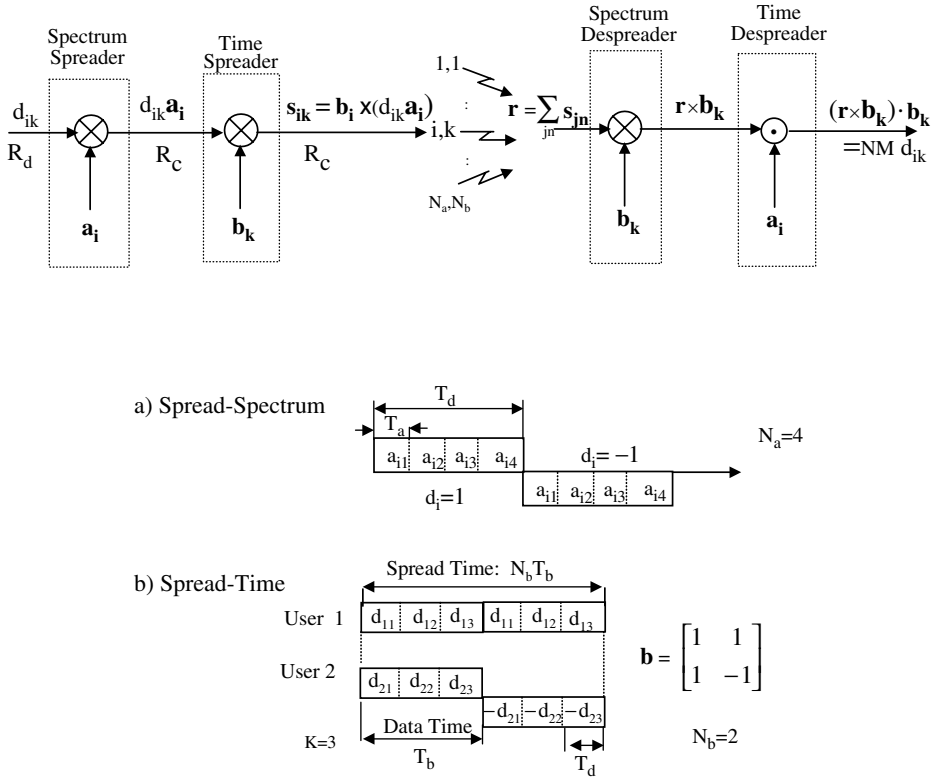 Spectrum
Spreader
Time
Spreader
Spectrum
Despreader
Time
Despreader
d_ik
R_d
a_i
d_ik a_i
R_c
b_k
s_ik = b_i x(d_ik a_i)
R_c
1,1
:
i,k
:
N_a,N_b
r = ∑ s_jn
jn
b_k
r×b_k
a_i
(r×b_k)· b_k
=NM d_ik
a) Spread-Spectrum
T_d
T_a
N_a=4
a_i1 a_i2 a_i3 a_i4
d_i= −1
d_i=1
a_i1 a_i2 a_i3 a_i4
b) Spread-Time
Spread Time: N_bT_b
User 1
d_11 d_12 d_13 d_11 d_12 d_13
User 2
d_21 d_22 d_23
−d_21 −d_22 −d_23
b = [1 1
1 −1]
K=3
Data Time
T_b
T_d
N_b=2